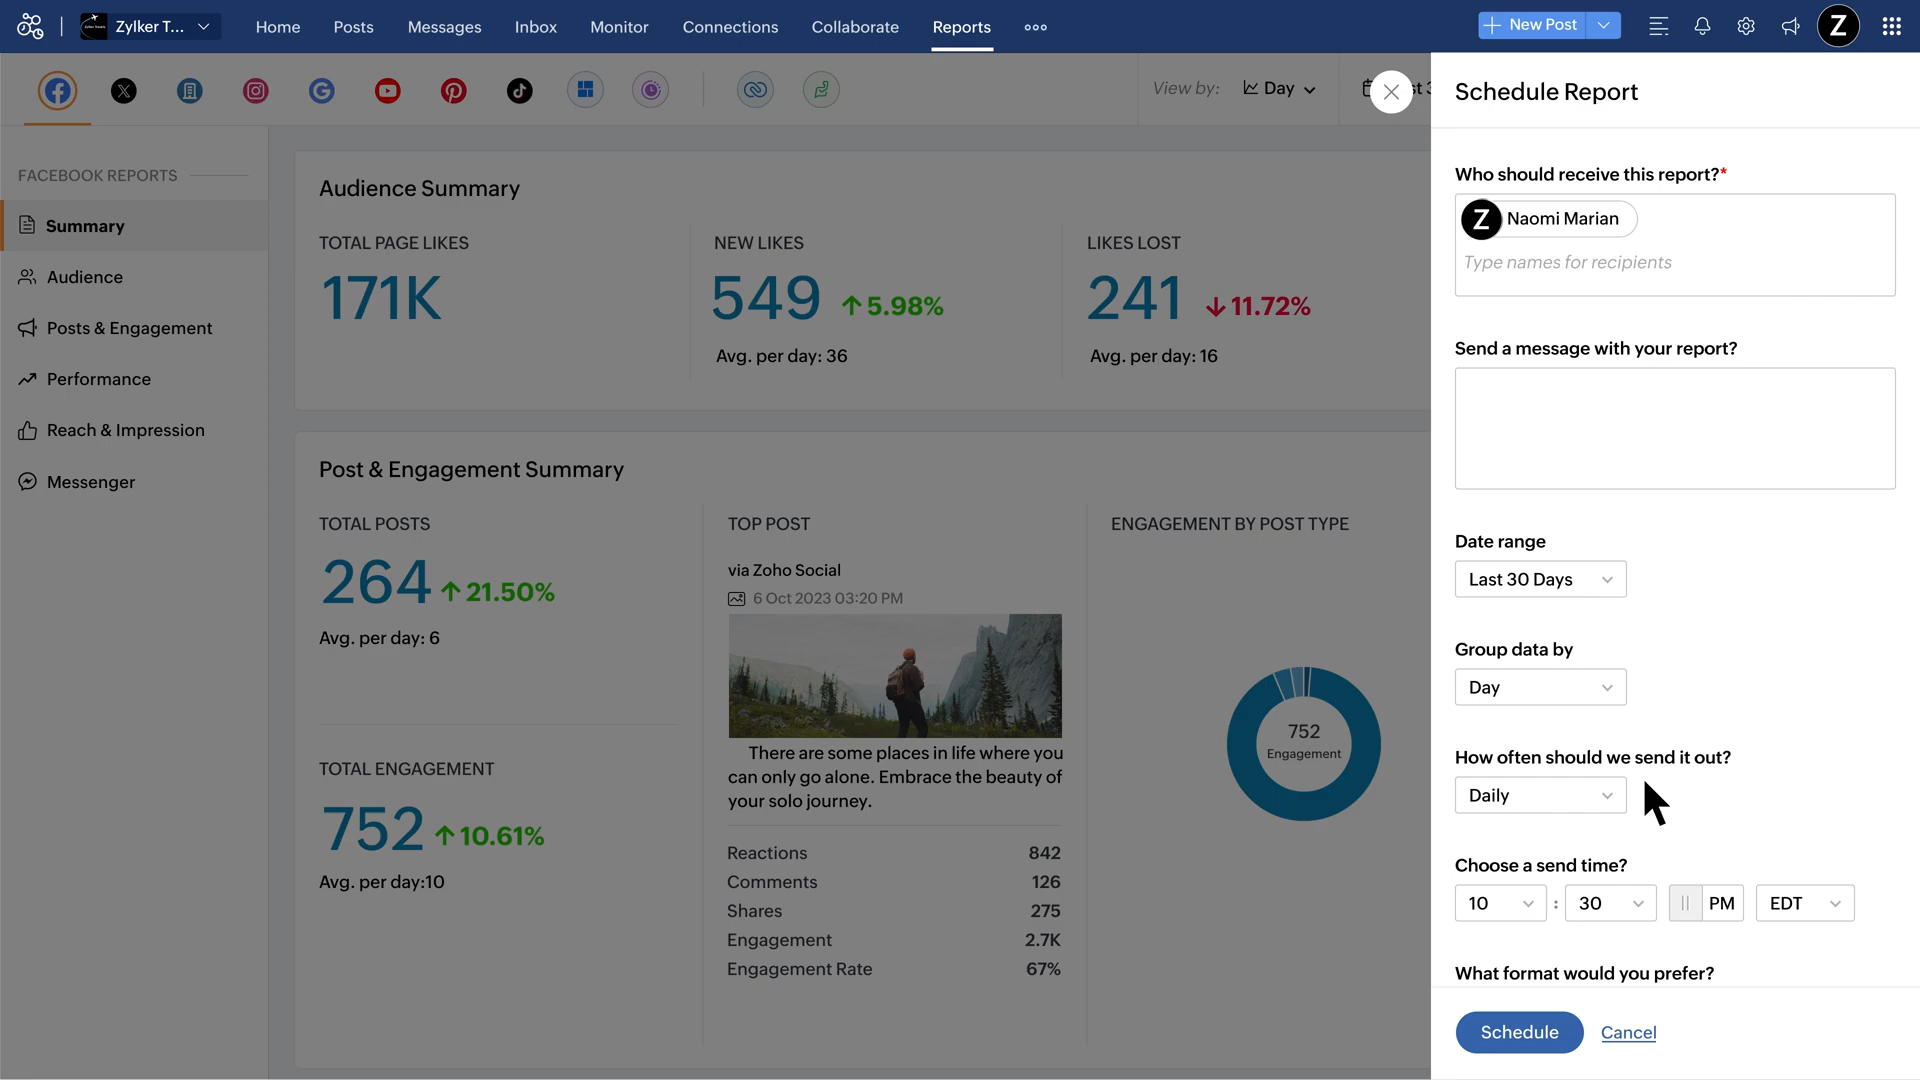 Zylker T...
Home
Posts
Messages
Inbox
Monitor
Connections
Collaborate
Reports
New Post
Z
View by:
Day
st 3
FACEBOOK REPORTS
Summary
Audience
Posts & Engagement
Performance
Reach & Impression
Messenger
Audience Summary
TOTAL PAGE LIKES
171K
NEW LIKES
549
5.98%
Avg. per day: 36
LIKES LOST
241
11.72%
Avg. per day: 16
Post & Engagement Summary
TOTAL POSTS
264
21.50%
Avg. per day: 6
TOTAL ENGAGEMENT
752
10.61%
Avg. per day:10
TOP POST
via Zoho Social
6 Oct 2023 03:20 PM
There are some places in life where you
can only go alone. Embrace the beauty of
your solo journey.
Reactions 842
Comments 126
Shares 275
Engagement 2.7K
Engagement Rate 67%
ENGAGEMENT BY POST TYPE
752
Engagement
Schedule Report
Who should receive this report?*
Z
Naomi Marian
Type names for recipients
Send a message with your report?
Date range
Last 30 Days
Group data by
Day
How often should we send it out?
Daily
Choose a send time?
10 : 30 PM EDT
What format would you prefer?
Schedule
Cancel